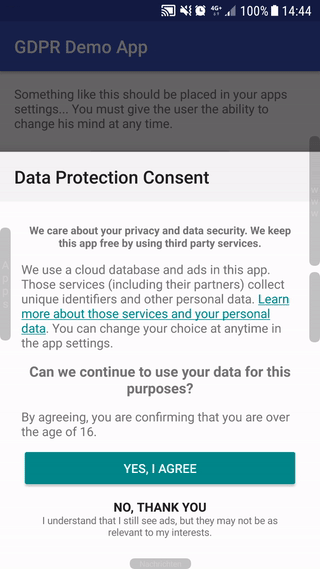 4G+ 100% 14:44
GDPR Demo App
Something like this should be placed in your apps
settings... You must give the user the ability to
change his mind at any time.
Data Protection Consent
We care about your privacy and data security. We keep
this app free by using third party services.
We use a cloud database and ads in this app.
Those services (including their partners) collect
unique identifiers and other personal data. Learn
more about those services and your personal
data. You can change your choice at anytime in
the app settings.
Can we continue to use your data for this
purposes?
By agreeing, you are confirming that you are over
the age of 16.
YES, I AGREE
NO, THANK YOU
I understand that I still see ads, but they may not be as
relevant to my interests.